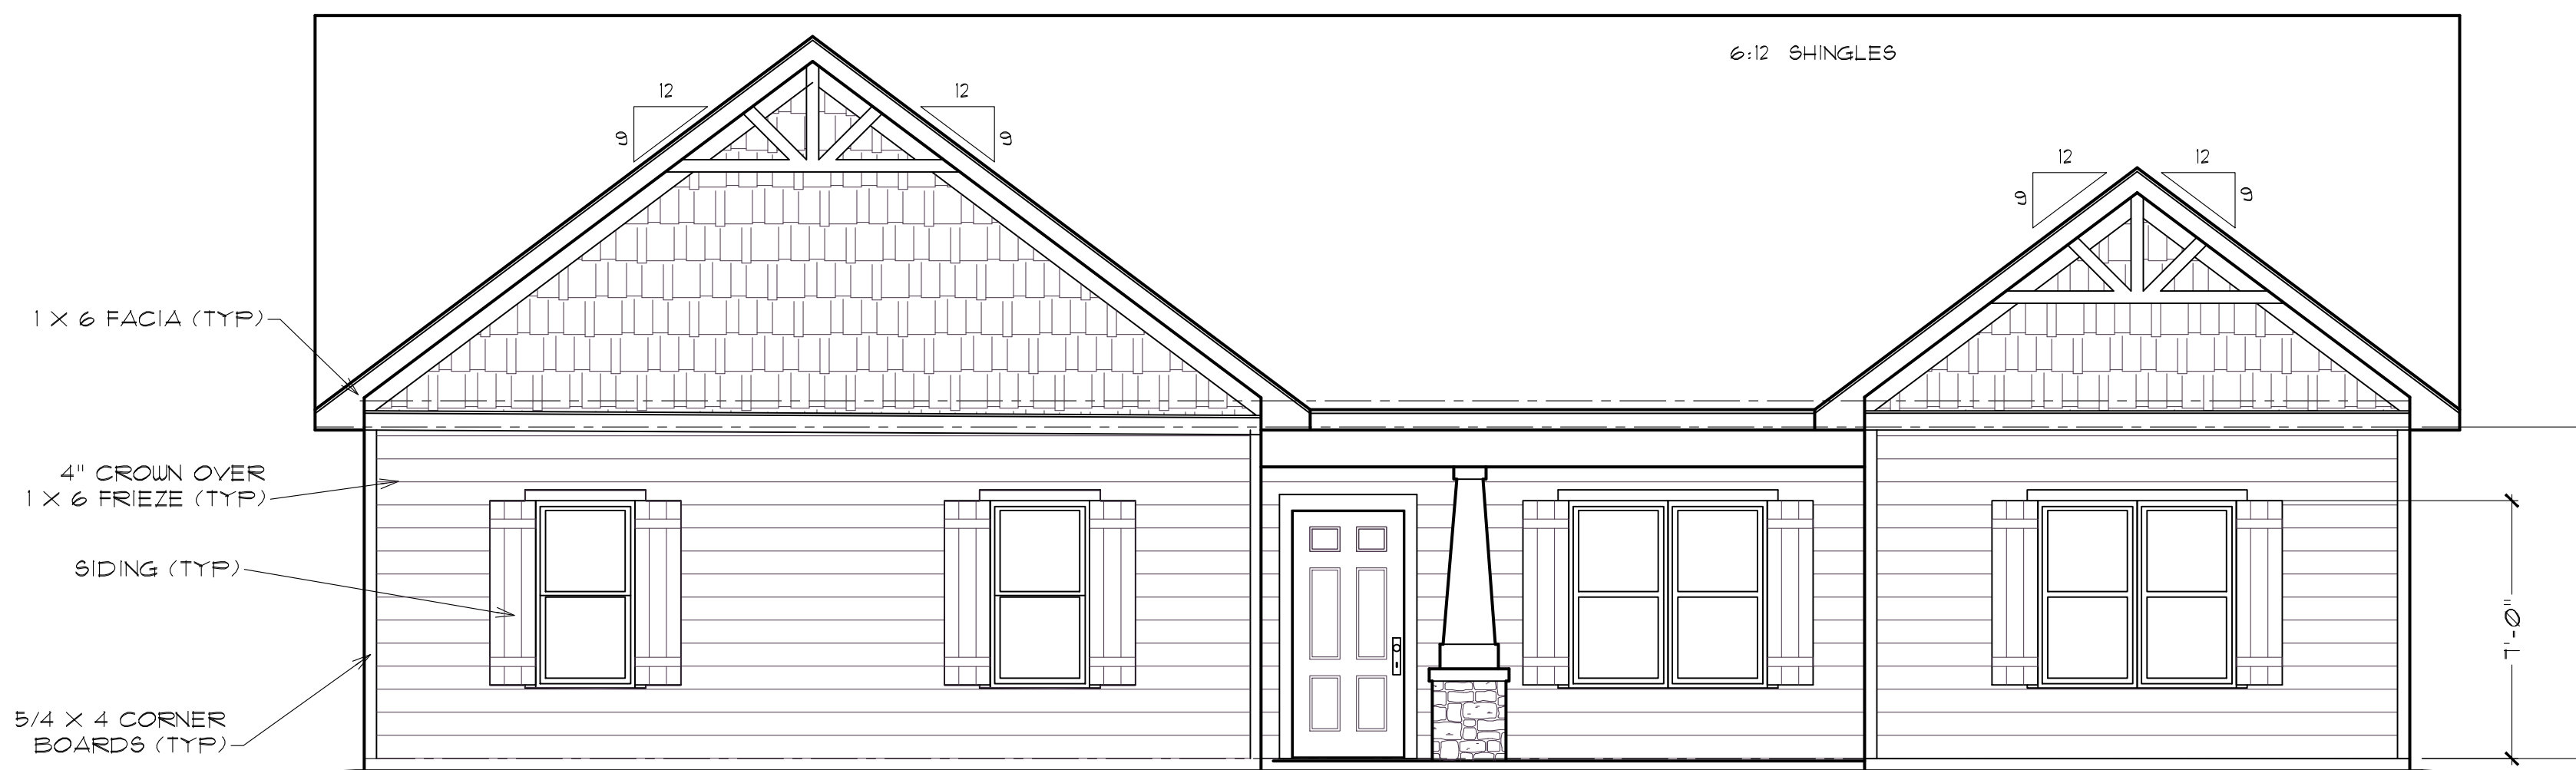 6:12 SHINGLES
12
12
9
9
12
12
9
9
1 X 6 FACIA (TYP)
4" CROWN OVER
1 X 6 FRIEZE (TYP)
SIDING (TYP)
7'-0"
5/4 X 4 CORNER
BOARDS (TYP)